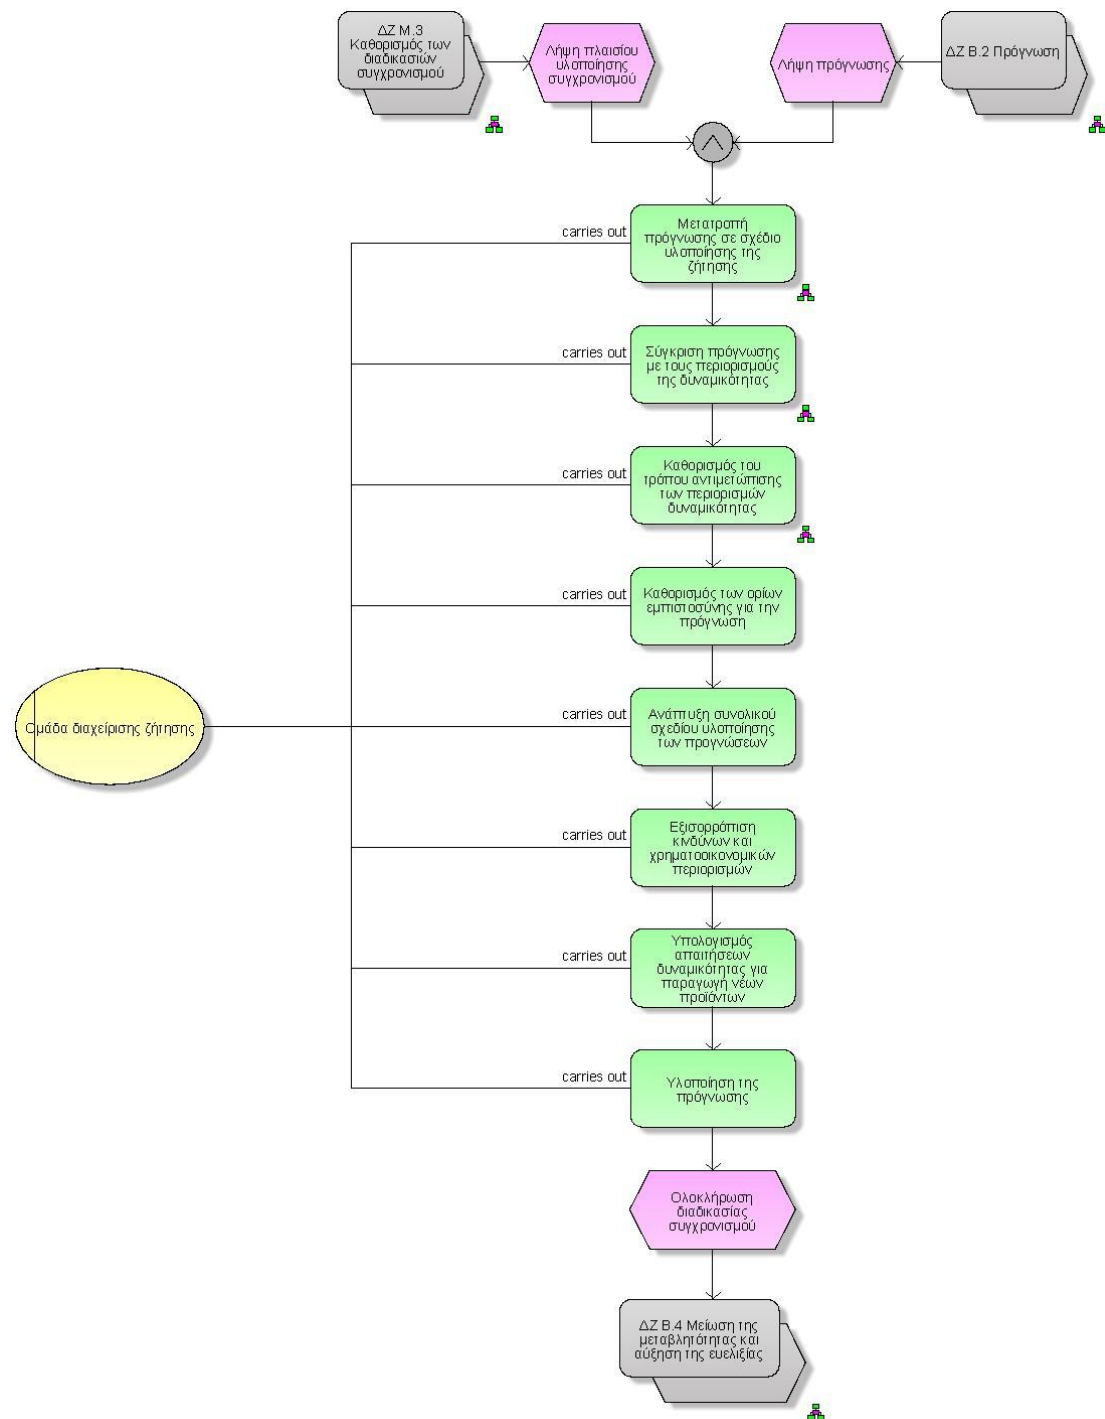 ΔΖ Μ.3
Καθορισμός των
διαδικασιών
συγχρονισμού
Λήψη πλαισίου
υλοποίησης
συγχρονισμού
Λήψη πρόγνωσης
ΔΖ Β.2 Πρόγνωση
carries out
Μετατροπή
πρόγνωσης σε σχέδιο
υλοποίησης της
ζήτησης
carries out
Σύγκριση πρόγνωσης
με τους περιορισμούς
της δυναμικότητας
carries out
Καθορισμός του
τρόπου αντιμετώπισης
των περιορισμών
δυναμικότητας
carries out
Καθορισμός των ορίων
εμπιστοσύνης για την
πρόγνωση
Ομάδα διαχείρισης ζήτησης
carries out
Ανάπτυξη συνολικού
σχεδίου υλοποίησης
των προγνώσεων
carries out
Εξισορρόπιση
κινδύνων και
χρηματοοικονομικών
περιορισμών
carries out
Υπολογισμός
απαιτήσεων
δυναμικότητας για
παραγωγή νέων
προϊόντων
carries out
Υλοποίηση της
πρόγνωσης
Ολοκλήρωση
διαδικασίας
συγχρονισμού
ΔΖ Β.4 Μείωση της
μεταβλητότητας και
αύξηση της ευελιξίας